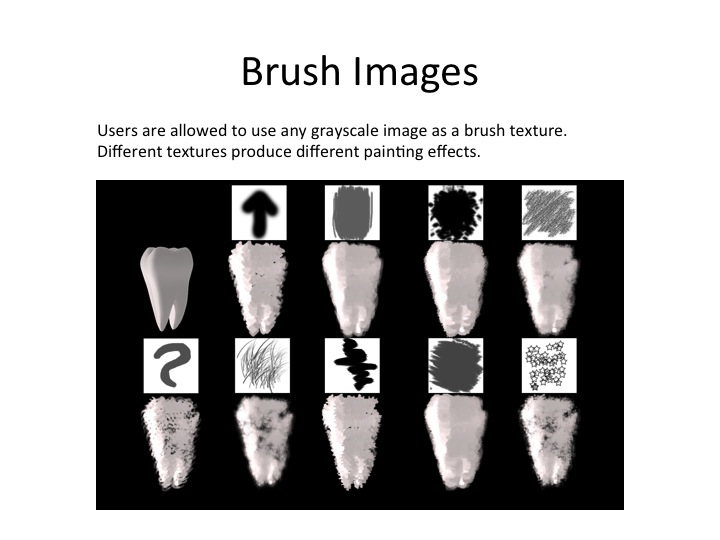 Brush Images
Users are allowed to use any grayscale image as a brush texture.
Different textures produce different painting effects.